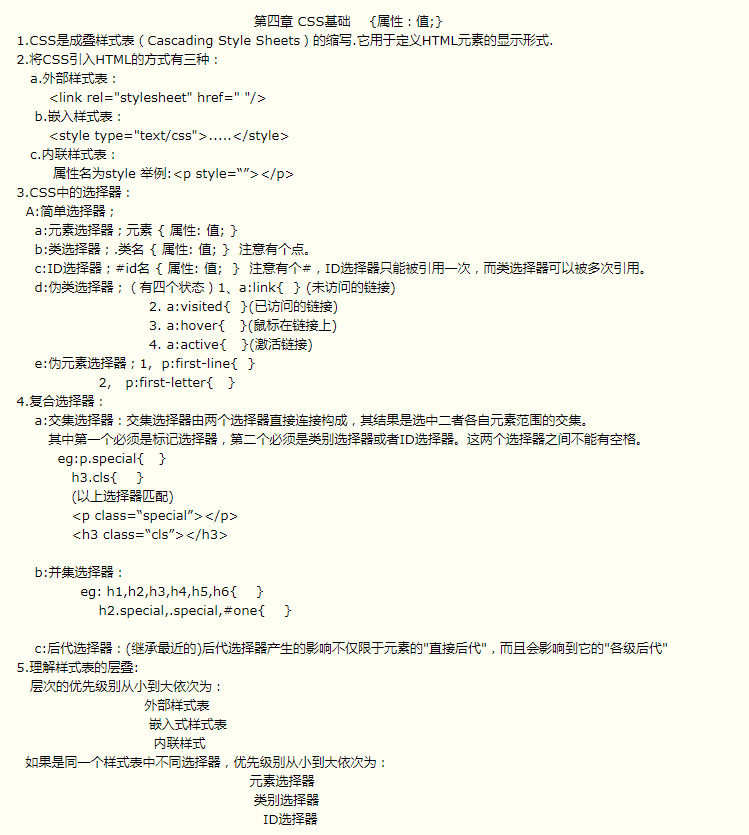 第四章 CSS基础 {属性：值;}
1.CSS是成叠样式表（Cascading Style Sheets）的缩写.它用于定义HTML元素的显示形式.
2.将CSS引入HTML的方式有三种：
a.外部样式表：
<link rel="stylesheet" href=" "/>
b.嵌入样式表：
<style type="text/css">.....</style>
c.内联样式表：
属性名为style 举例:<p style=“”></p>
3.CSS中的选择器：
A:简单选择器；
a:元素选择器；元素 { 属性: 值; }
b:类选择器；.类名 { 属性: 值; } 注意有个点。
c:ID选择器；#id名 { 属性: 值; } 注意有个#，ID选择器只能被引用一次，而类选择器可以被多次引用。
d:伪类选择器；（有四个状态）1、a:link{ } (未访问的链接)
2. a:visited{ }(已访问的链接)
3. a:hover{ }(鼠标在链接上)
4. a:active{ }(激活链接)
e:伪元素选择器；1，p:first-line{ }
2， p:first-letter{ }
4.复合选择器：
a:交集选择器：交集选择器由两个选择器直接连接构成，其结果是选中二者各自元素范围的交集。
其中第一个必须是标记选择器，第二个必须是类别选择器或者ID选择器。这两个选择器之间不能有空格。
eg:p.special{ }
h3.cls{ }
(以上选择器匹配)
<p class=“special”></p>
<h3 class=“cls”></h3>
b:并集选择器：
eg: h1,h2,h3,h4,h5,h6{ }
h2.special,.special,#one{ }
c:后代选择器：(继承最近的)后代选择器产生的影响不仅限于元素的"直接后代"，而且会影响到它的"各级后代"
5.理解样式表的层叠:
层次的优先级别从小到大依次为：
外部样式表
嵌入式样式表
内联样式
如果是同一个样式表中不同选择器，优先级别从小到大依次为：
元素选择器
类别选择器
ID选择器